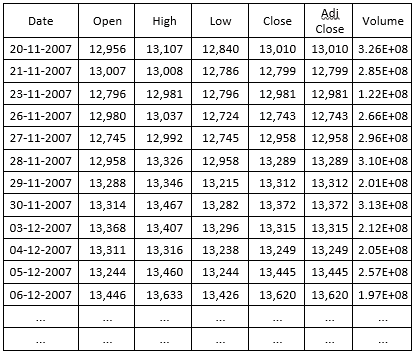 Date Open High Low Close Adj Close Volume
20-11-2007 12,956 13,107 12,840 13,010 13,010 3.26E+08
21-11-2007 13,007 13,008 12,786 12,799 12,799 2.85E+08
23-11-2007 12,796 12,981 12,796 12,981 12,981 1.22E+08
26-11-2007 12,980 13,037 12,724 12,743 12,743 2.66E+08
27-11-2007 12,745 12,992 12,745 12,958 12,958 2.96E+08
28-11-2007 12,958 13,326 12,958 13,289 13,289 3.10E+08
29-11-2007 13,288 13,346 13,215 13,312 13,312 2.01E+08
30-11-2007 13,314 13,467 13,282 13,372 13,372 3.13E+08
03-12-2007 13,368 13,407 13,296 13,315 13,315 2.12E+08
04-12-2007 13,311 13,316 13,238 13,249 13,249 2.05E+08
05-12-2007 13,244 13,460 13,244 13,445 13,445 2.57E+08
06-12-2007 13,446 13,633 13,426 13,620 13,620 1.97E+08
... ... ... ... ... ... ...
... ... ... ... ... ... ...